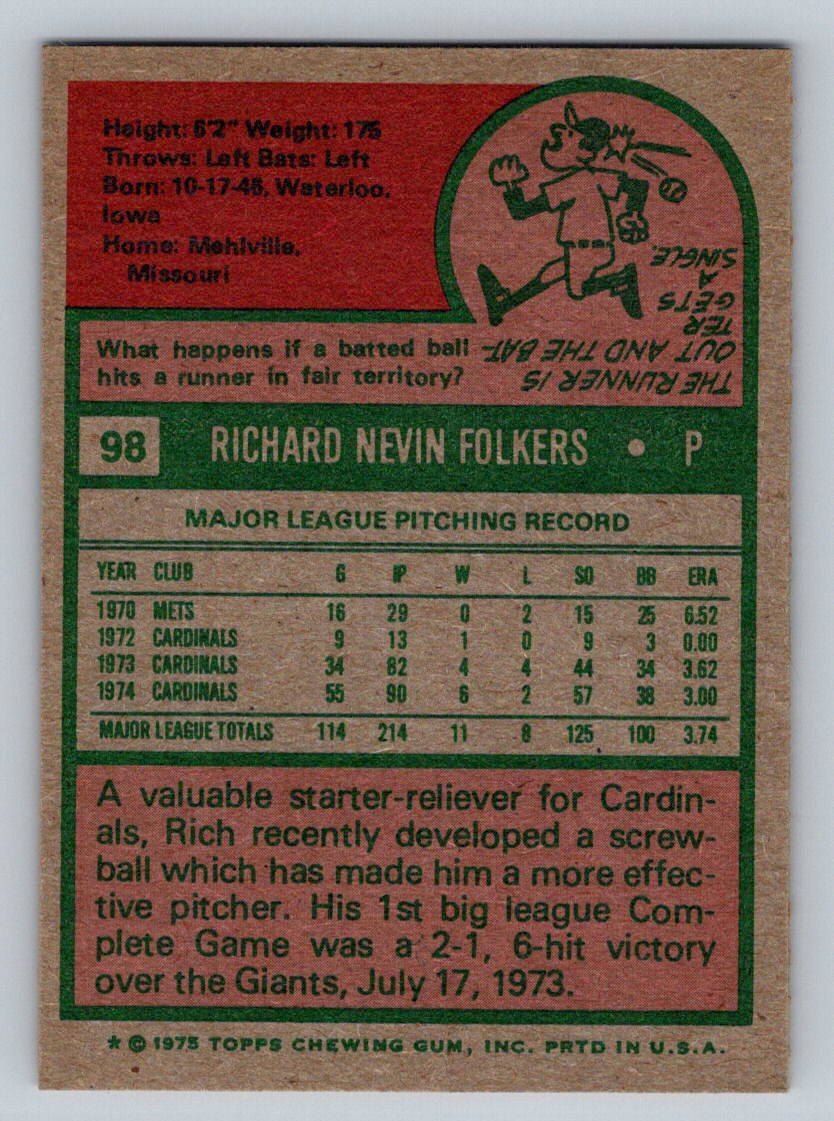 Height: 6'2" Weight: 175
Throws: Left Bats: Left
Born: 10-17-46, Waterloo,
Iowa
Home: Mehlville,
Missouri
What happens if a batted ball
hits a runner in fair territory?
THE RUNNER IS
OUT AND THE BAT-
TER
GETS
A
SINGLE.
98 RICHARD NEVIN FOLKERS • P
MAJOR LEAGUE PITCHING RECORD
YEAR CLUB G IP W L SO BB ERA
1970 METS 16 29 0 2 15 25 6.52
1972 CARDINALS 9 13 1 0 9 3 0.00
1973 CARDINALS 34 82 4 4 44 34 3.62
1974 CARDINALS 55 90 6 2 57 38 3.00
MAJOR LEAGUE TOTALS 114 214 11 8 125 100 3.74
A valuable starter-reliever for Cardin-
als, Rich recently developed a screw-
ball which has made him a more effec-
tive pitcher. His 1st big league Com-
plete Game was a 2-1, 6-hit victory
over the Giants, July 17, 1973.
* © 1975 TOPPS CHEWING GUM, INC. PRTD IN U.S.A.